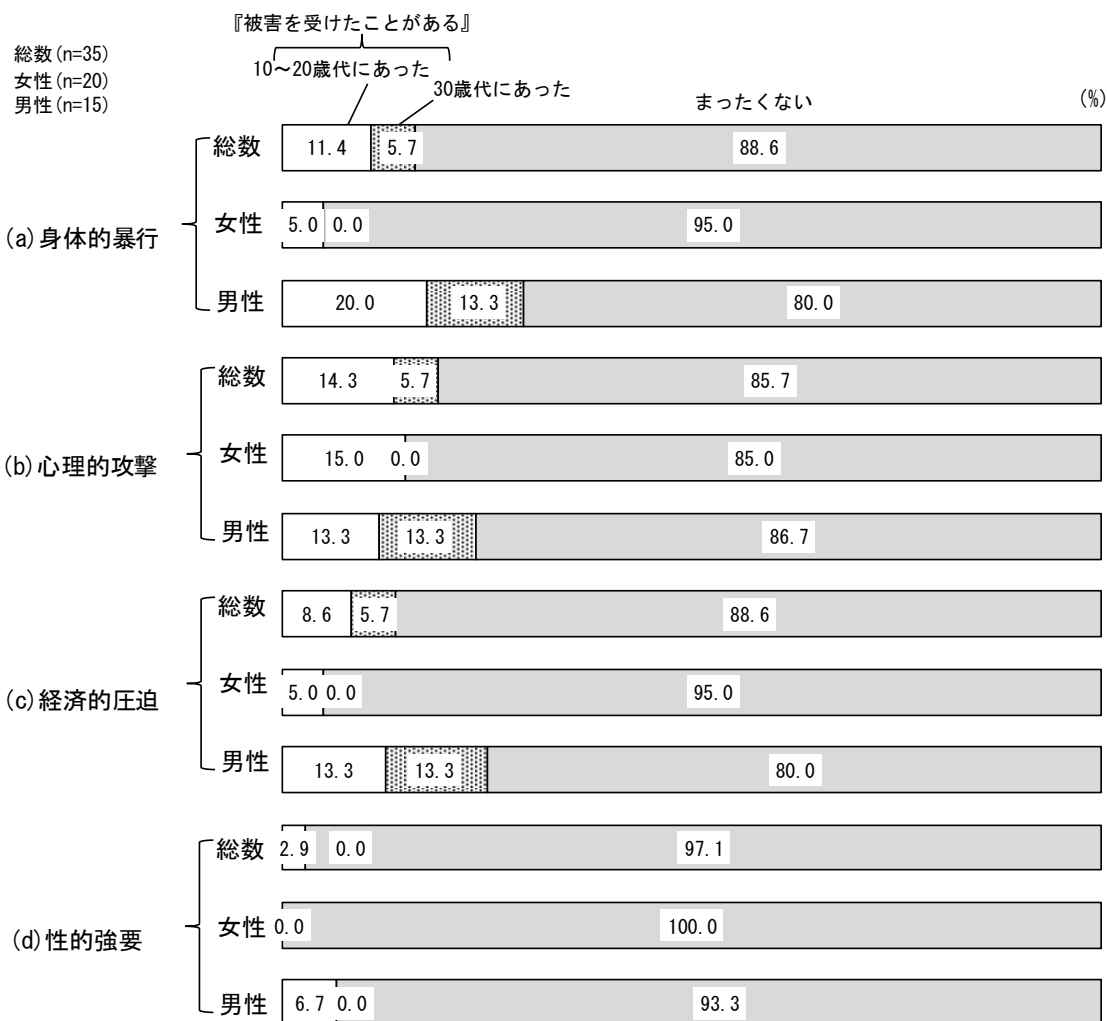 『被害を受けたことがある』
総数(n=35)
女性(n=20)
男性(n=15)
10～20歳代にあった
30歳代にあった
まったくない
(%)
総数 11.4 5.7 88.6
(a)身体的暴行
女性 5.0 0.0 95.0
男性 20.0 13.3 80.0
総数 14.3 5.7 85.7
(b)心理的攻撃
女性 15.0 0.0 85.0
男性 13.3 13.3 86.7
総数 8.6 5.7 88.6
(c)経済的圧迫
女性 5.0 0.0 95.0
男性 13.3 13.3 80.0
総数 2.9 0.0 97.1
(d)性的強要
女性 0.0 100.0
男性 6.7 0.0 93.3